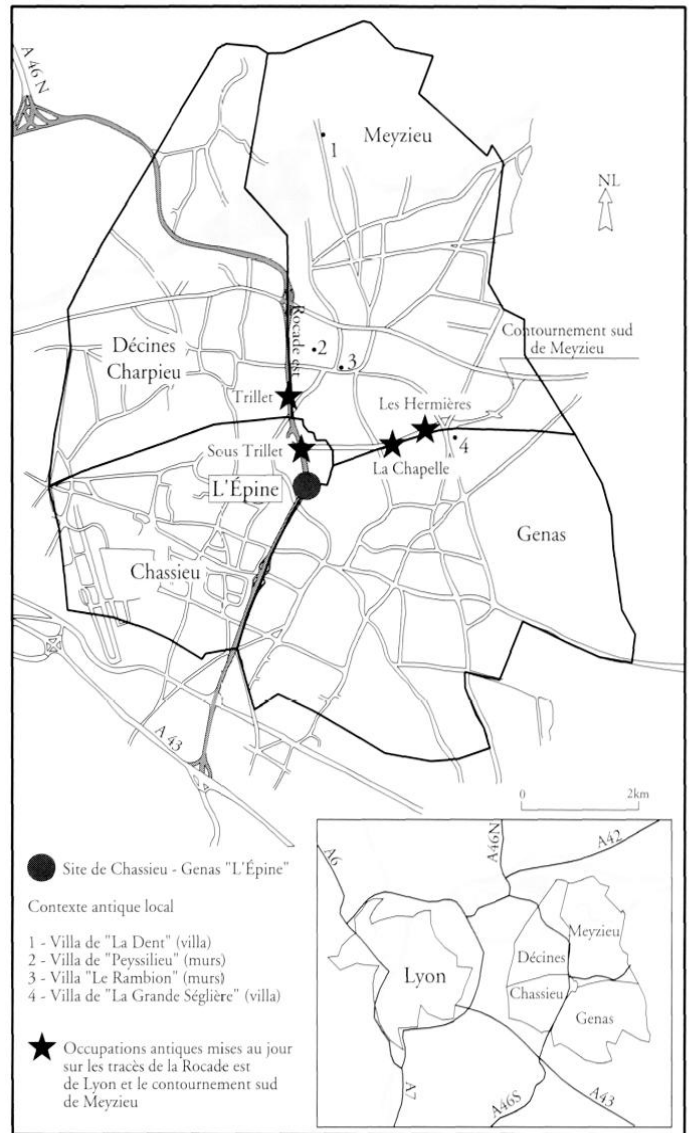 A 46 N
Meyzieu
1
NL
Rocade est
Contournement sud
de Meyzieu
Décines
Charpieu
2
3
Trillet
Les Hermières
Sous Trillet
La Chapelle
4
L'Épine
Genas
Chassieu
A 43
0 2km
Site de Chassieu - Genas "L'Épine"
Contexte antique local
1 - Villa de "La Dent" (villa)
2 - Villa de "Peyssilieu" (murs)
3 - Villa "Le Rambion" (murs)
4 - Villa de "La Grande Séglière" (villa)
Occupations antiques mises au jour
sur les tracès de la Rocade est
de Lyon et le contournement sud
de Meyzieu
A6
A46N
A42
Meyzieu
Décines
Lyon
Chassieu
Genas
A7
A46S
A43